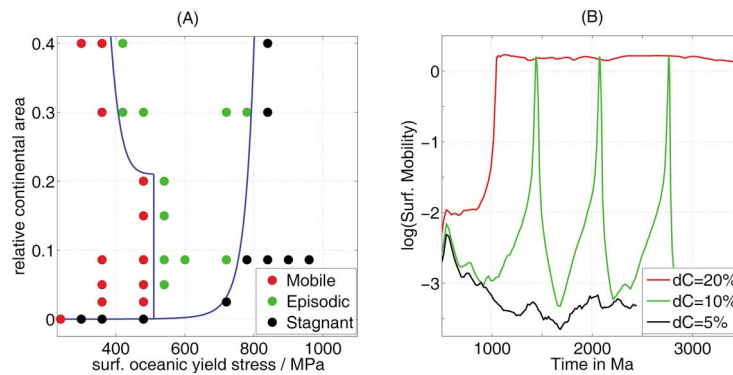 (A)
(B)
relative continental area
0.4
0.3
0.2
0.1
0
400
600
800
1000
surf. oceanic yield stress / MPa
Mobile
Episodic
Stagnant
log(Surf. Mobility)
0
−1
−2
−3
1000
2000
3000
Time in Ma
dC=20%
dC=10%
dC=5%